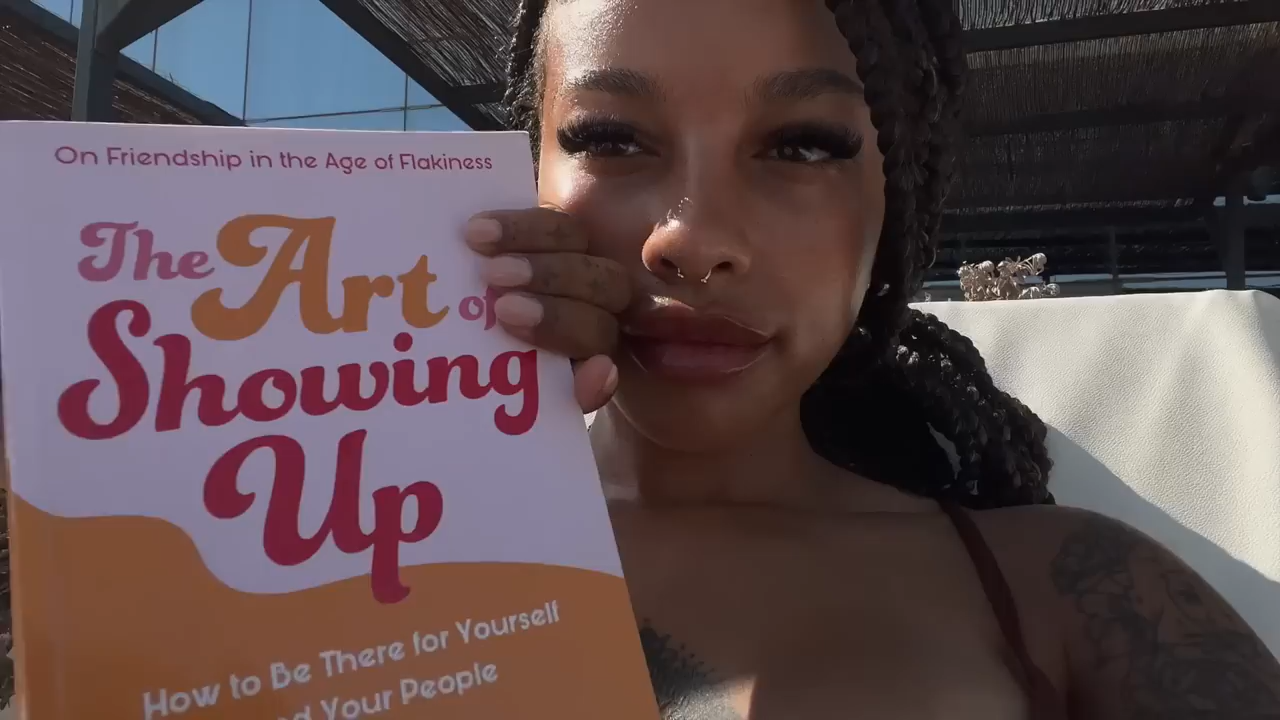 On Friendship in the Age of Flakiness
The Art of
Showing
Up
How to Be There for Yourself
Your People